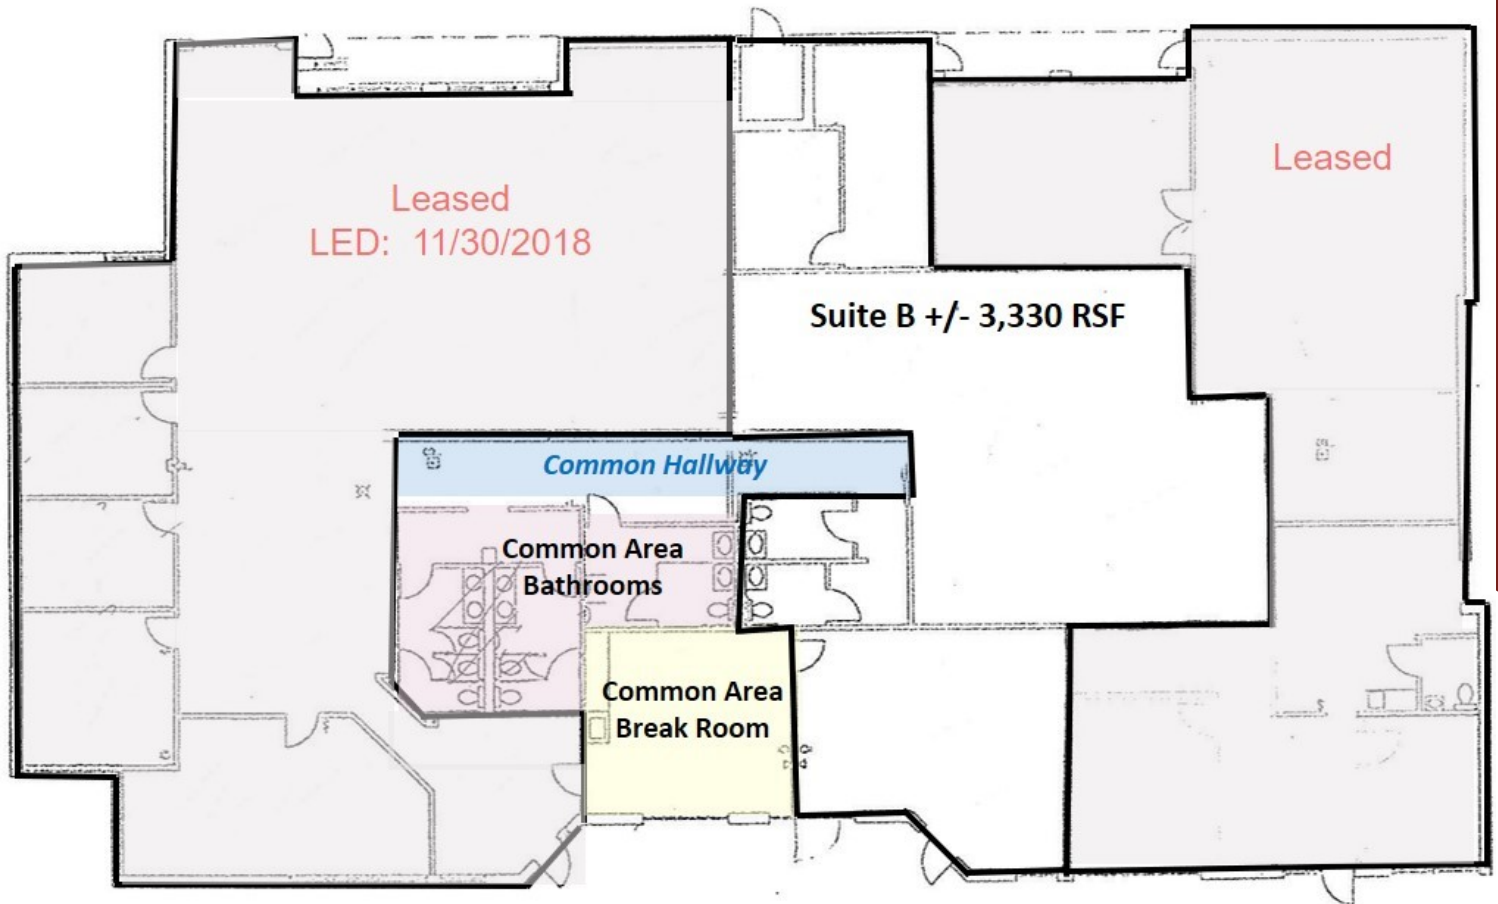 Leased
Leased
LED: 11/30/2018
Suite B +/- 3,330 RSF
Common Hallway
Common Area
Bathrooms
Common Area
Break Room